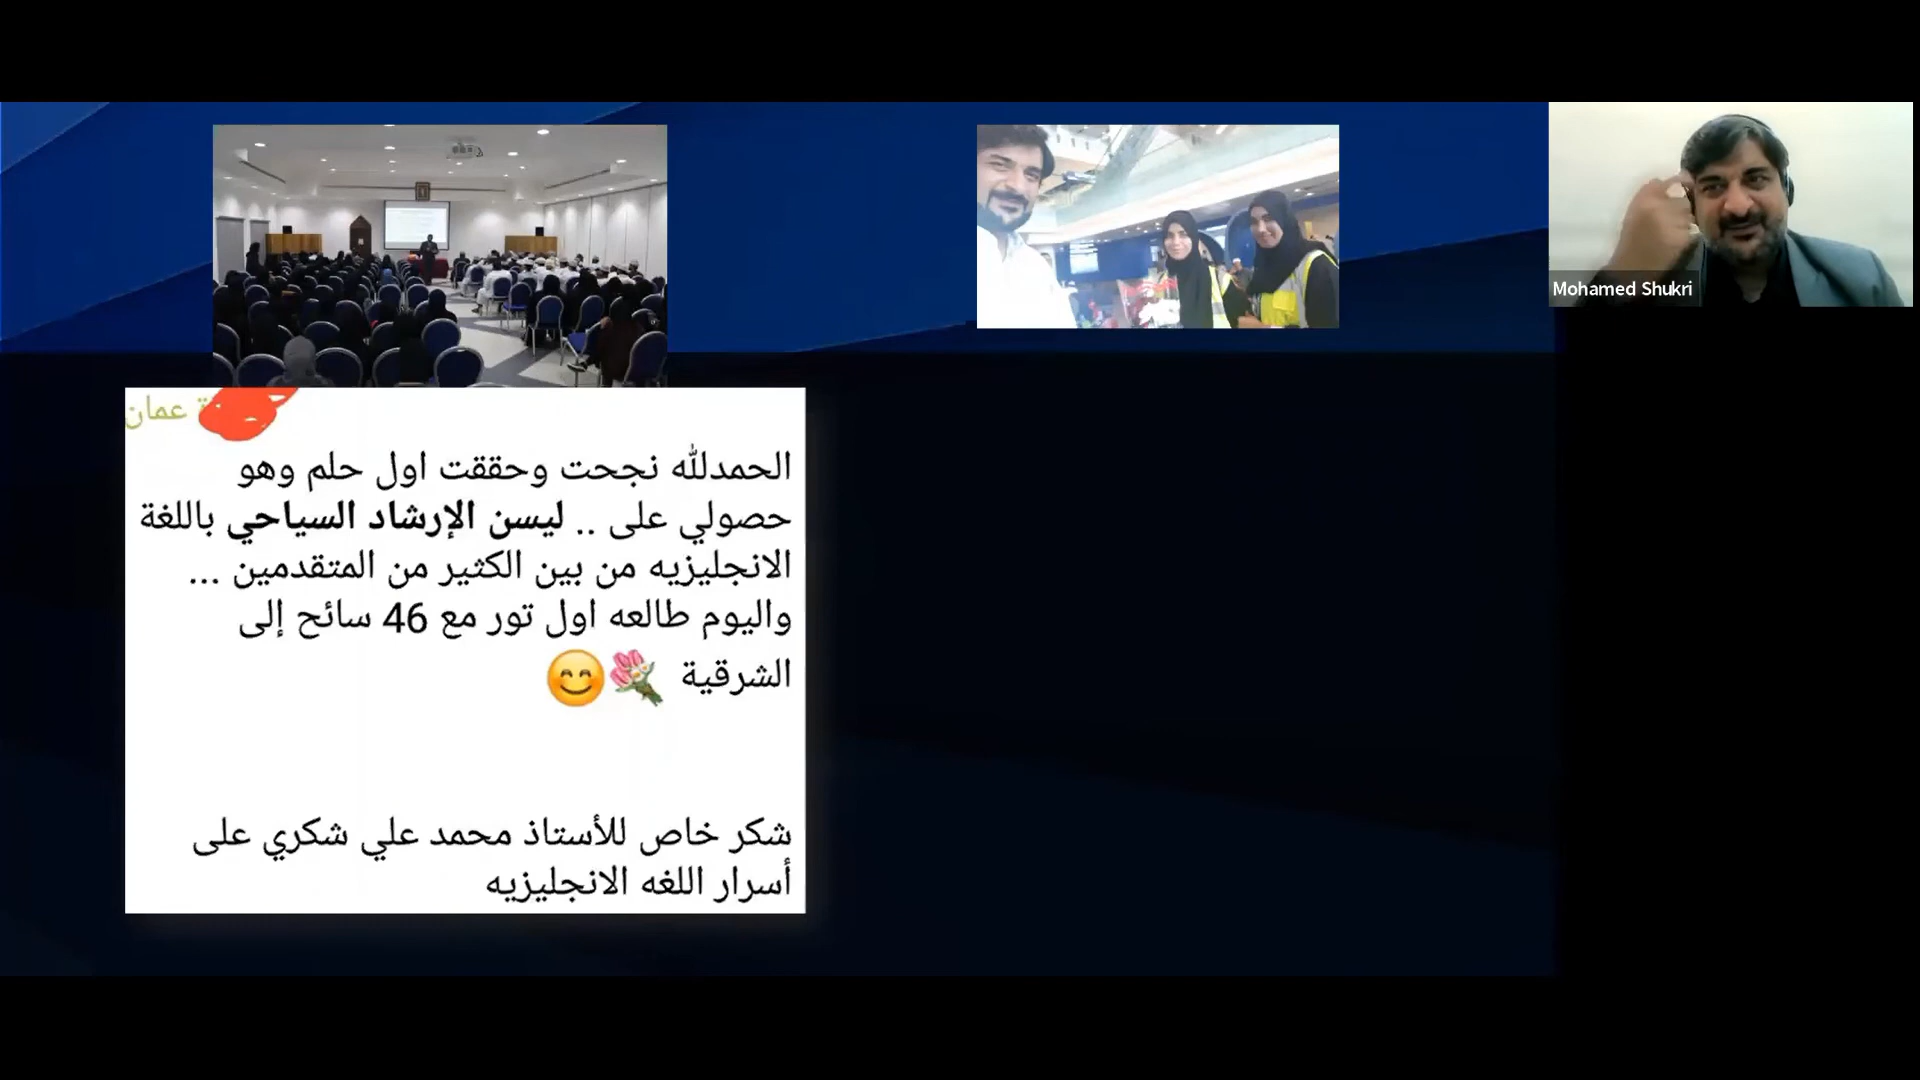 عمان
الحمدلله نجحت وحققت اول حلم وهو
حصولي على .. ليسن الإرشاد السياحي باللغة
الانجليزيه من بين الكثير من المتقدمين ...
واليوم طالعه اول تور مع 46 سائح إلى
الشرقية 💐😊
شكر خاص للأستاذ محمد علي شكري على
أسرار اللغه الانجليزيه
Mohamed Shukri